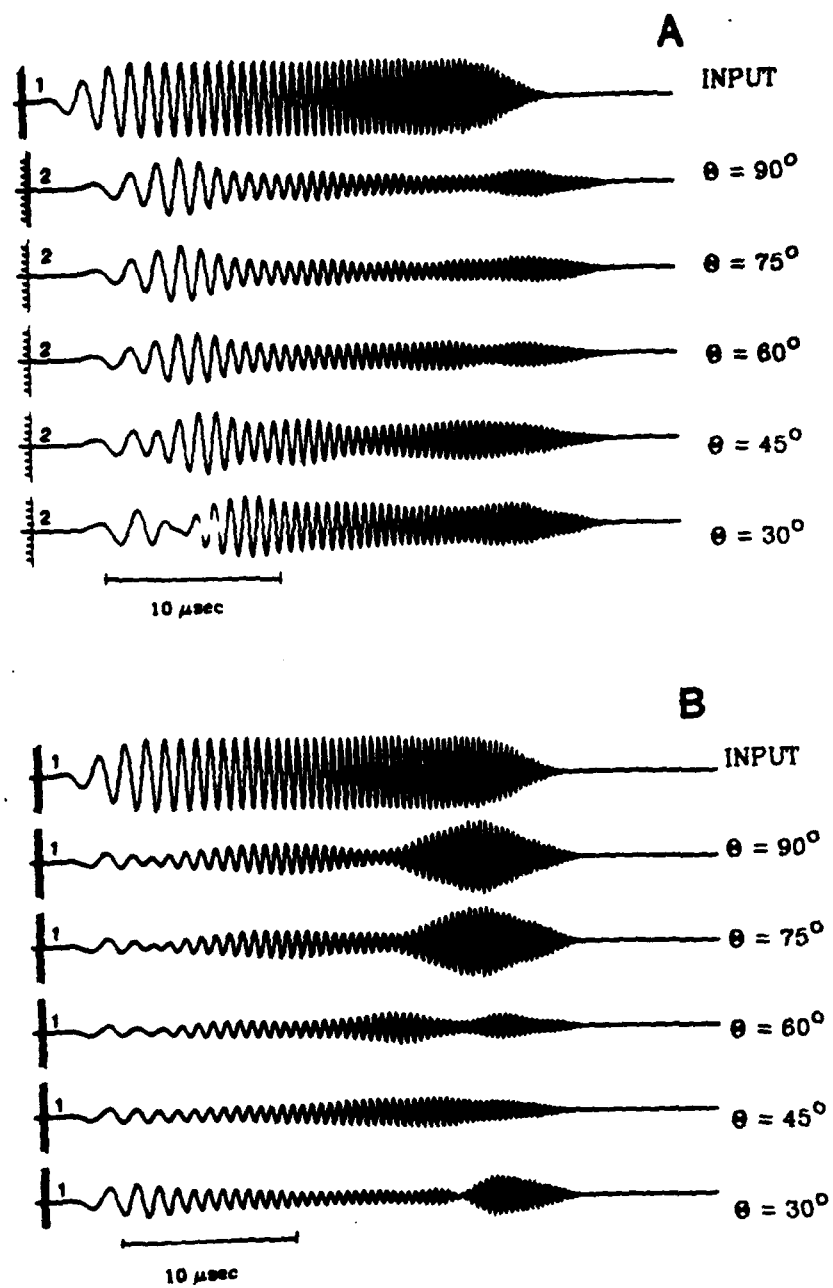 A
1 INPUT
2 Θ = 90°
2 Θ = 75°
2 Θ = 60°
2 Θ = 45°
2 Θ = 30°
10 μsec
B
1 INPUT
1 Θ = 90°
1 Θ = 75°
1 Θ = 60°
1 Θ = 45°
1 Θ = 30°
10 μsec